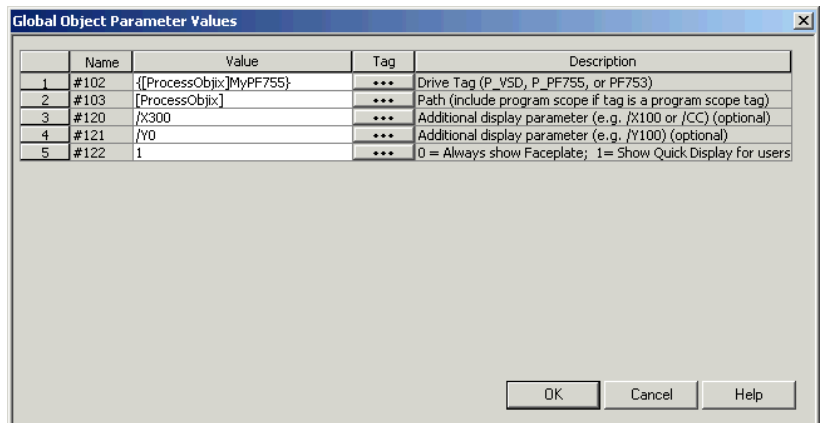 Global Object Parameter Values
Name Value Tag Description
1 #102 {[ProcessObjix]MyPF755} ••• Drive Tag (P_VSD, P_PF755, or PF753)
2 #103 [ProcessObjix] ••• Path (include program scope if tag is a program scope tag)
3 #120 /X300 ••• Additional display parameter (e.g. /X100 or /CC) (optional)
4 #121 /Y0 ••• Additional display parameter (e.g. /Y100) (optional)
5 #122 1 ••• 0 = Always show Faceplate; 1= Show Quick Display for users
OK Cancel Help